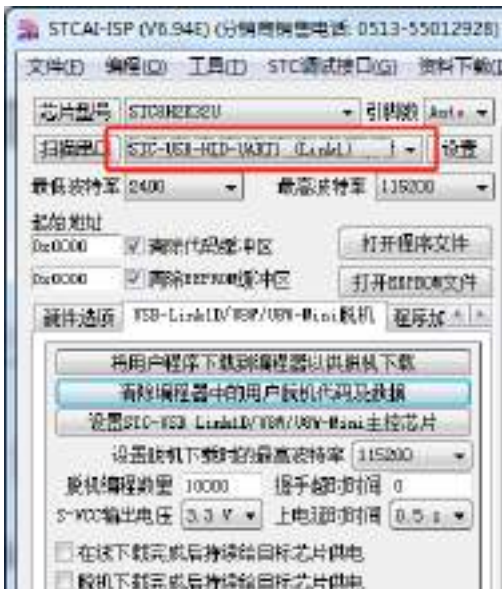 STCAI-ISP (V6.94E) (分销商销售电话: 0513-55012928)
文件(F) 编程(O) 工具(T) STC调试接口(G) 资料下载(I
芯片型号 STC8H2K32U 引脚数 Auto
扫描串口 STC-USB-HID-UART1 (Link1) 设置
最低波特率 2400 最高波特率 115200
起始地址
0x0000 清除代码缓冲区 打开程序文件
0x0000 清除EEPROM缓冲区 打开EEPROM文件
硬件选项 USB-Link1D/U8W/U8W-Mini脱机 程序加
将用户程序下载到编程器以供脱机下载
清除编程器中的用户脱机代码及数据
设置STC-USB Link1D/U8W/U8W-Mini主控芯片
设置脱机下载时的最高波特率 115200
脱机编程数量 10000 握手超时时间 0
S-VCC输出电压 3.3 V 上电延时时间 0.5 s
在线下载完成后持续给目标芯片供电
脱机下载完成后持续给目标芯片供电